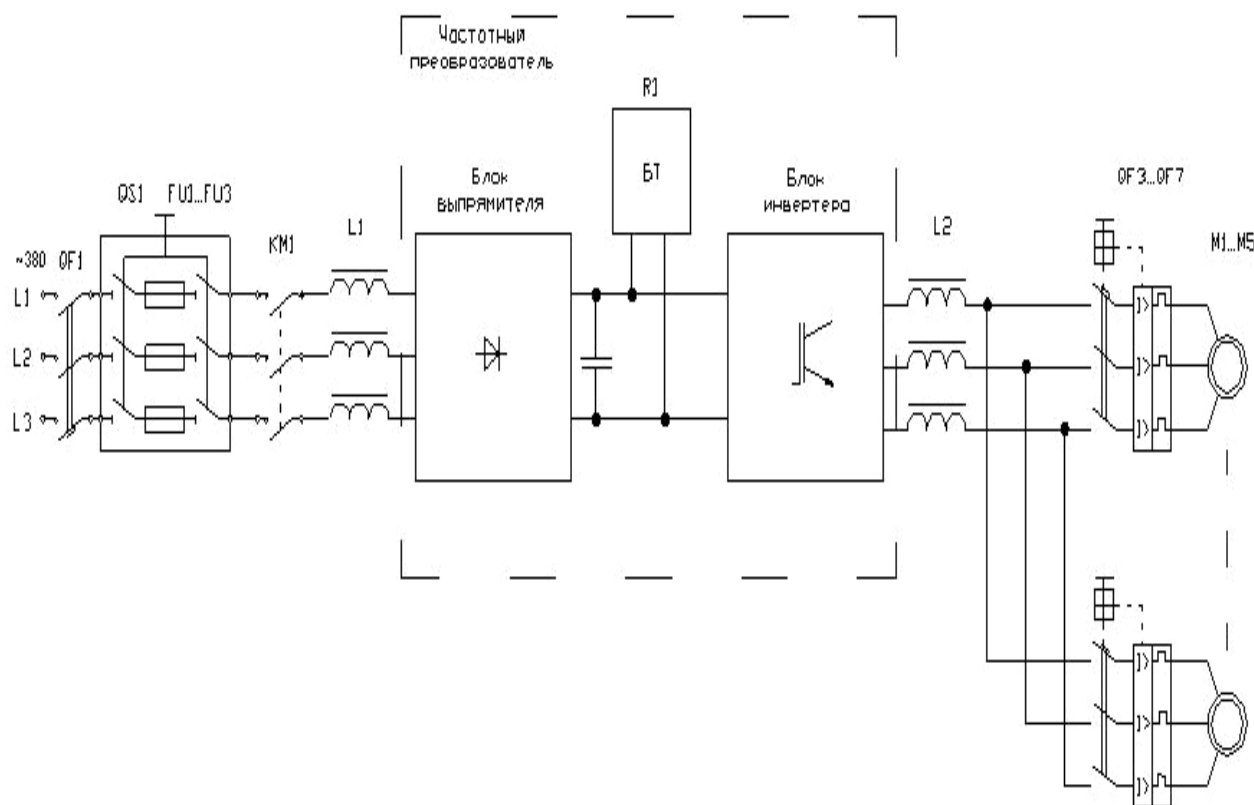 Частотный
преобразователь
R1
БТ
Блок
выпрямителя
Блок
инвертера
QS1 FU1...FU3
KM1
L1
L2
QF3...QF7
M1...M5
~380 QF1
L1
L2
L3